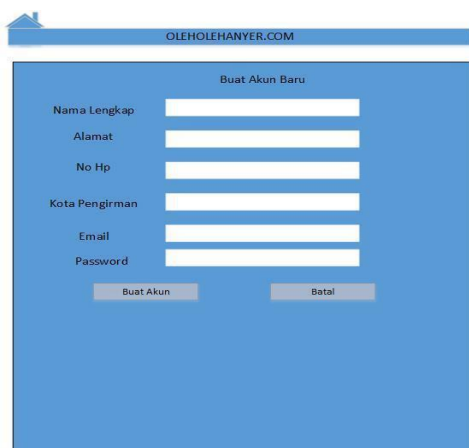 OLEHOLEHANYER.COM
Buat Akun Baru
Nama Lengkap
Alamat
No Hp
Kota Pengirman
Email
Password
Buat Akun Batal